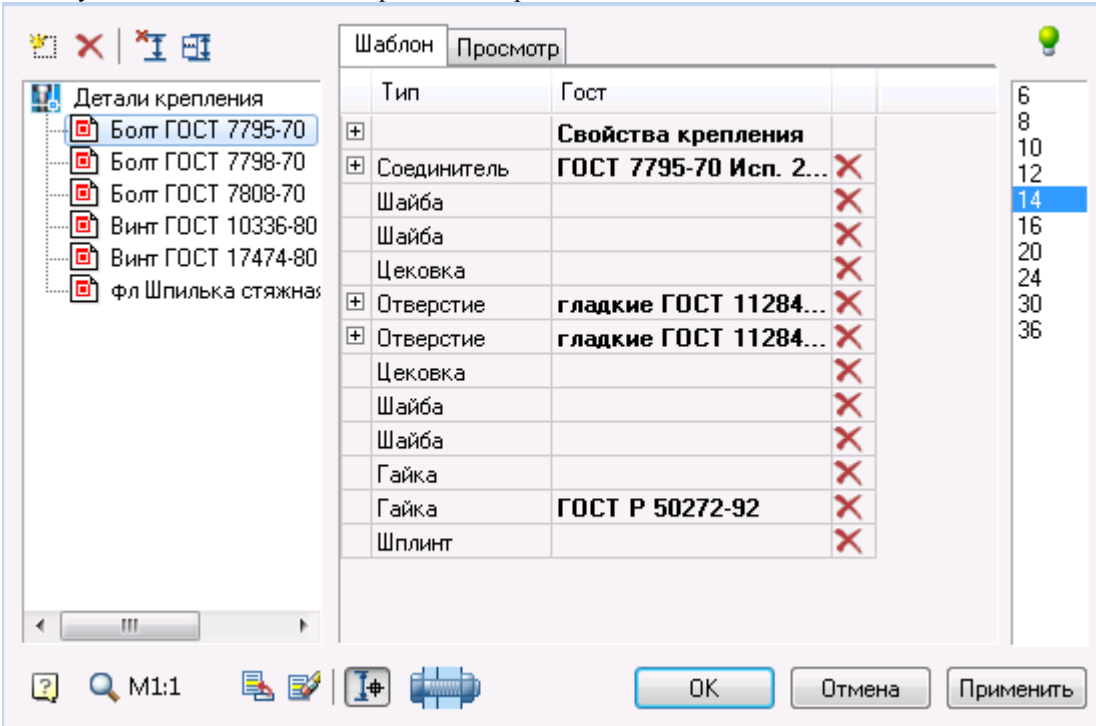 Шаблон Просмотр
Детали крепления
Болт ГОСТ 7795-70
Болт ГОСТ 7798-70
Болт ГОСТ 7808-70
Винт ГОСТ 10336-80
Винт ГОСТ 17474-80
фл Шпилька стяжная
Тип Гост
Свойства крепления
Соединитель ГОСТ 7795-70 Исп. 2...
Шайба
Шайба
Цековка
Отверстие гладкие ГОСТ 11284...
Отверстие гладкие ГОСТ 11284...
Цековка
Шайба
Шайба
Гайка
Гайка ГОСТ Р 50272-92
Шплинт
6
8
10
12
14
16
20
24
30
36
М1:1
ОК Отмена Применить